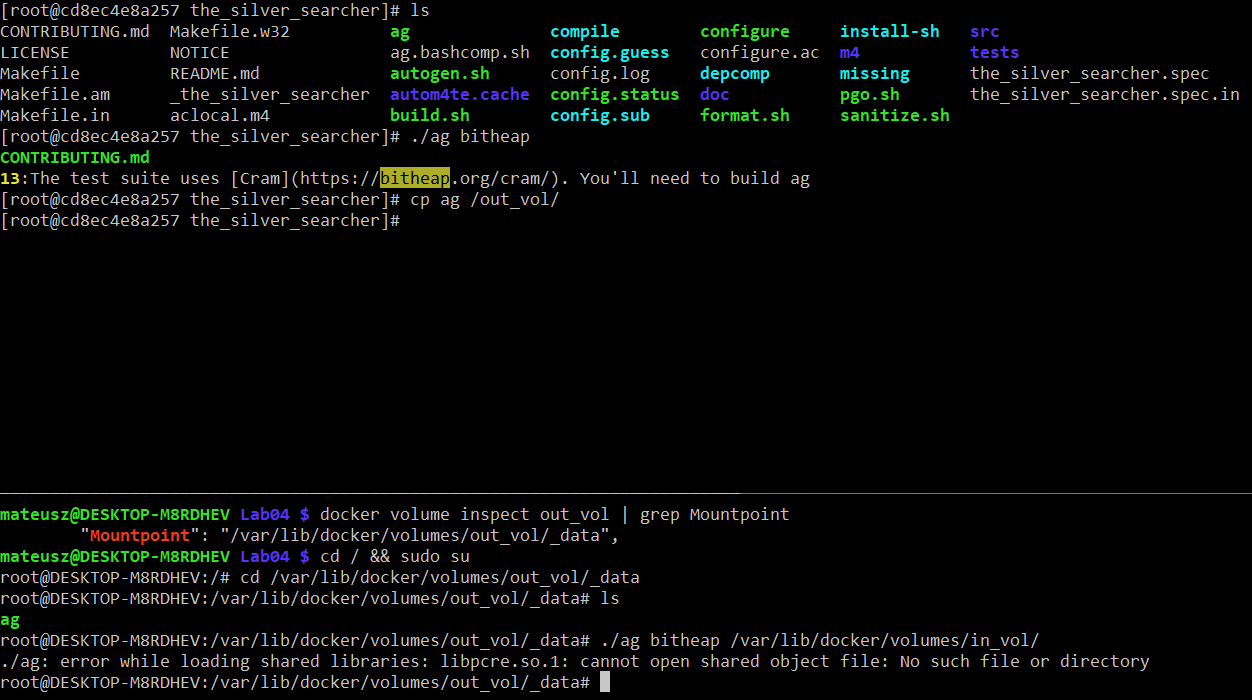 [root@cd8ec4e8a257 the_silver_searcher]# ls
CONTRIBUTING.md  Makefile.w32          ag               compile        configure     install-sh  src
LICENSE          NOTICE                ag.bashcomp.sh   config.guess   configure.ac  m4          tests
Makefile         README.md             autogen.sh       config.log     depcomp       missing     the_silver_searcher.spec
Makefile.am      _the_silver_searcher  autom4te.cache   config.status  doc           pgo.sh      the_silver_searcher.spec.in
Makefile.in      aclocal.m4            build.sh         config.sub     format.sh     sanitize.sh
[root@cd8ec4e8a257 the_silver_searcher]# ./ag bitheap
CONTRIBUTING.md
13:The test suite uses [Cram](https://bitheap.org/cram/). You'll need to build ag
[root@cd8ec4e8a257 the_silver_searcher]# cp ag /out_vol/
[root@cd8ec4e8a257 the_silver_searcher]#
mateusz@DESKTOP-M8RDHEV Lab04 $ docker volume inspect out_vol | grep Mountpoint
        "Mountpoint": "/var/lib/docker/volumes/out_vol/_data",
mateusz@DESKTOP-M8RDHEV Lab04 $ cd / && sudo su
root@DESKTOP-M8RDHEV:/# cd /var/lib/docker/volumes/out_vol/_data
root@DESKTOP-M8RDHEV:/var/lib/docker/volumes/out_vol/_data# ls
ag
root@DESKTOP-M8RDHEV:/var/lib/docker/volumes/out_vol/_data# ./ag bitheap /var/lib/docker/volumes/in_vol/
./ag: error while loading shared libraries: libpcre.so.1: cannot open shared object file: No such file or directory
root@DESKTOP-M8RDHEV:/var/lib/docker/volumes/out_vol/_data#